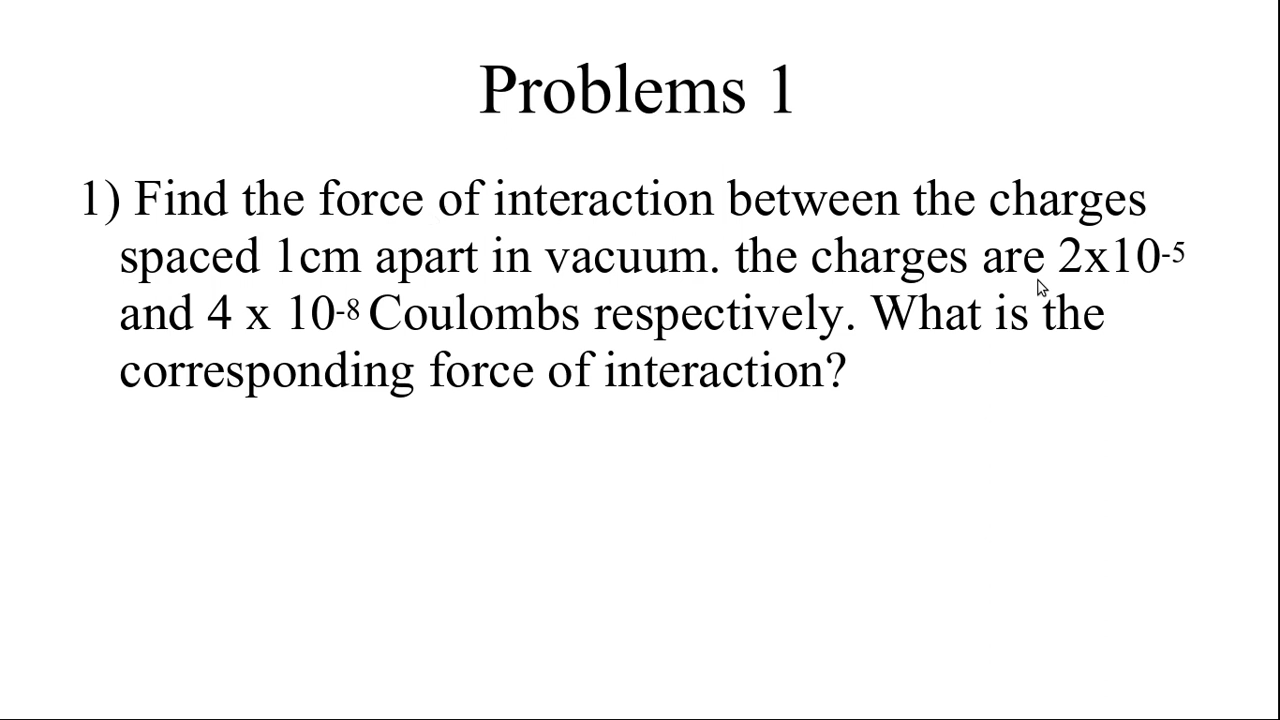 Problems 1
1) Find the force of interaction between the charges
spaced 1cm apart in vacuum. the charges are 2x10-5
and 4 x 10-8 Coulombs respectively. What is the
corresponding force of interaction?